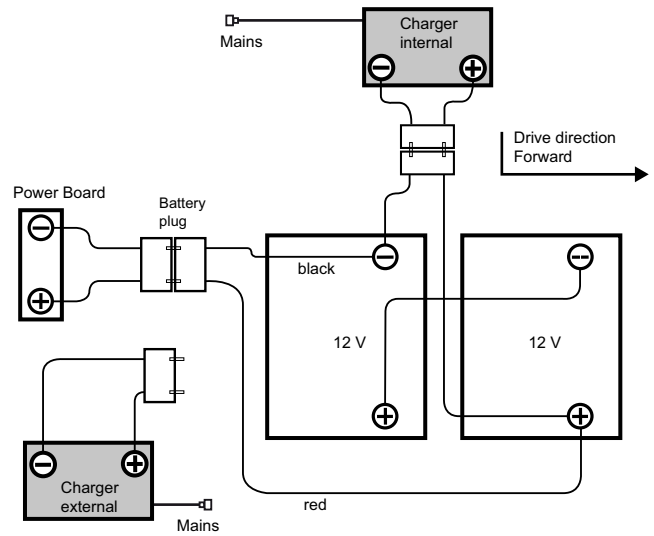 Charger
internal
Mains
Drive direction
Forward
Power Board
Battery
plug
black
12 V
12 V
Charger
external
red
Mains